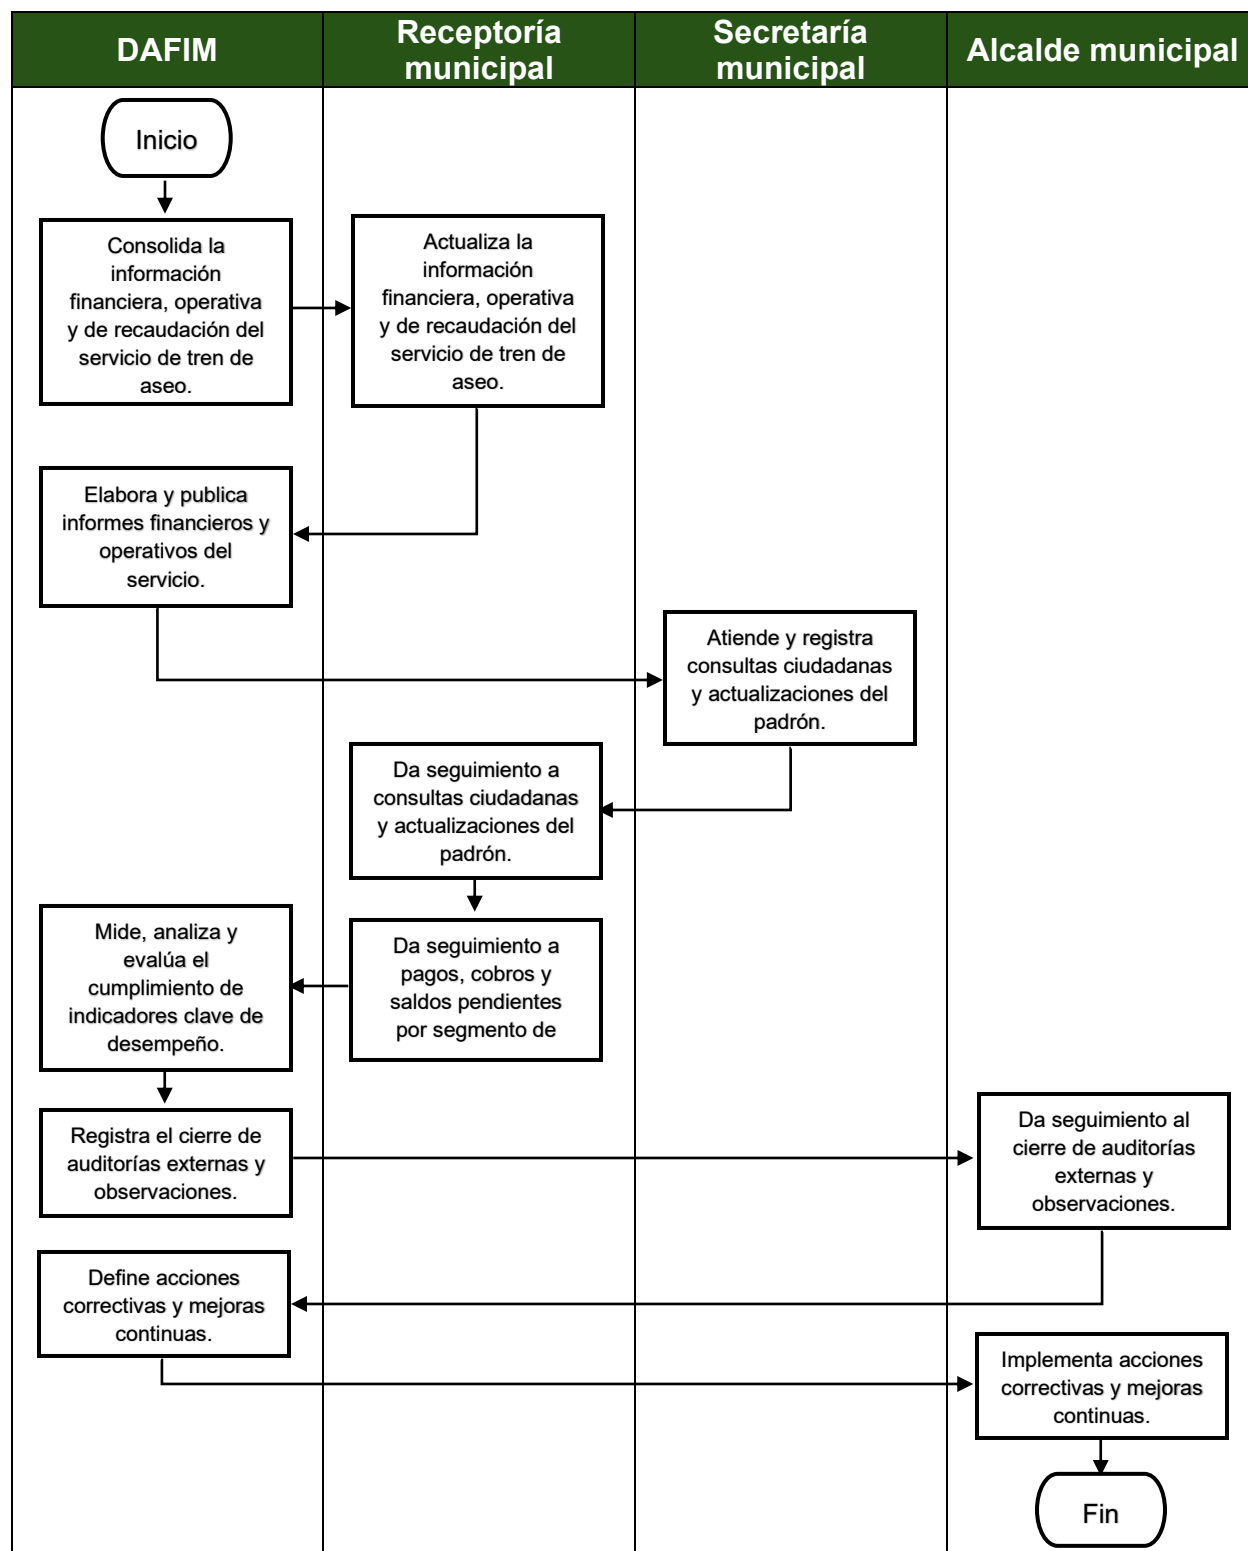 DAFIM
Receptoría
municipal
Secretaría
municipal
Alcalde municipal
Inicio
Consolida la
información
financiera, operativa
y de recaudación del
servicio de tren de
aseo.
Actualiza la
información
financiera, operativa
y de recaudación del
servicio de tren de
aseo.
Elabora y publica
informes financieros y
operativos del
servicio.
Atiende y registra
consultas ciudadanas
y actualizaciones del
padrón.
Da seguimiento a
consultas ciudadanas
y actualizaciones del
padrón.
Da seguimiento a
pagos, cobros y
saldos pendientes
por segmento de
Mide, analiza y
evalúa el
cumplimiento de
indicadores clave de
desempeño.
Registra el cierre de
auditorías externas y
observaciones.
Da seguimiento al
cierre de auditorías
externas y
observaciones.
Define acciones
correctivas y mejoras
continuas.
Implementa acciones
correctivas y mejoras
continuas.
Fin